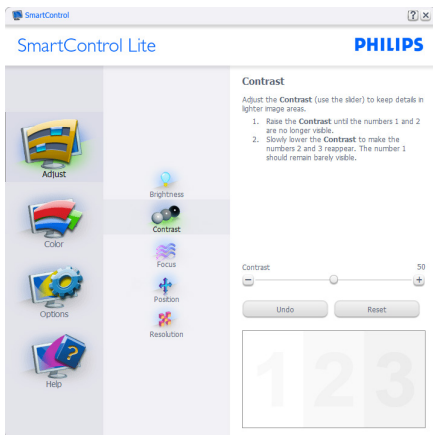 SmartControl
SmartControl Lite
PHILIPS
Adjust
Color
Options
Help
Brightness
Contrast
Focus
Position
Resolution
Contrast
Adjust the Contrast (use the slider) to keep details in
lighter image areas.
1. Raise the Contrast until the numbers 1 and 2
are no longer visible.
2. Slowly lower the Contrast to make the
numbers 2 and 3 reappear. The number 1
should remain barely visible.
Contrast 50
Undo Reset
1 2 3